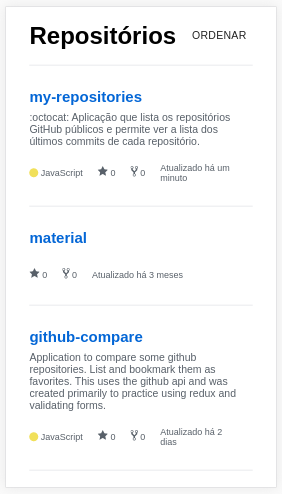 Repositórios ORDENAR
my-repositories
:octocat: Aplicação que lista os repositórios
GitHub públicos e permite ver a lista dos
últimos commits de cada repositório.
JavaScript 0 0 Atualizado há um
minuto
material
0 0 Atualizado há 3 meses
github-compare
Application to compare some github
repositories. List and bookmark them as
favorites. This uses the github api and was
created primarily to practice using redux and
validating forms.
JavaScript 0 0 Atualizado há 2
dias